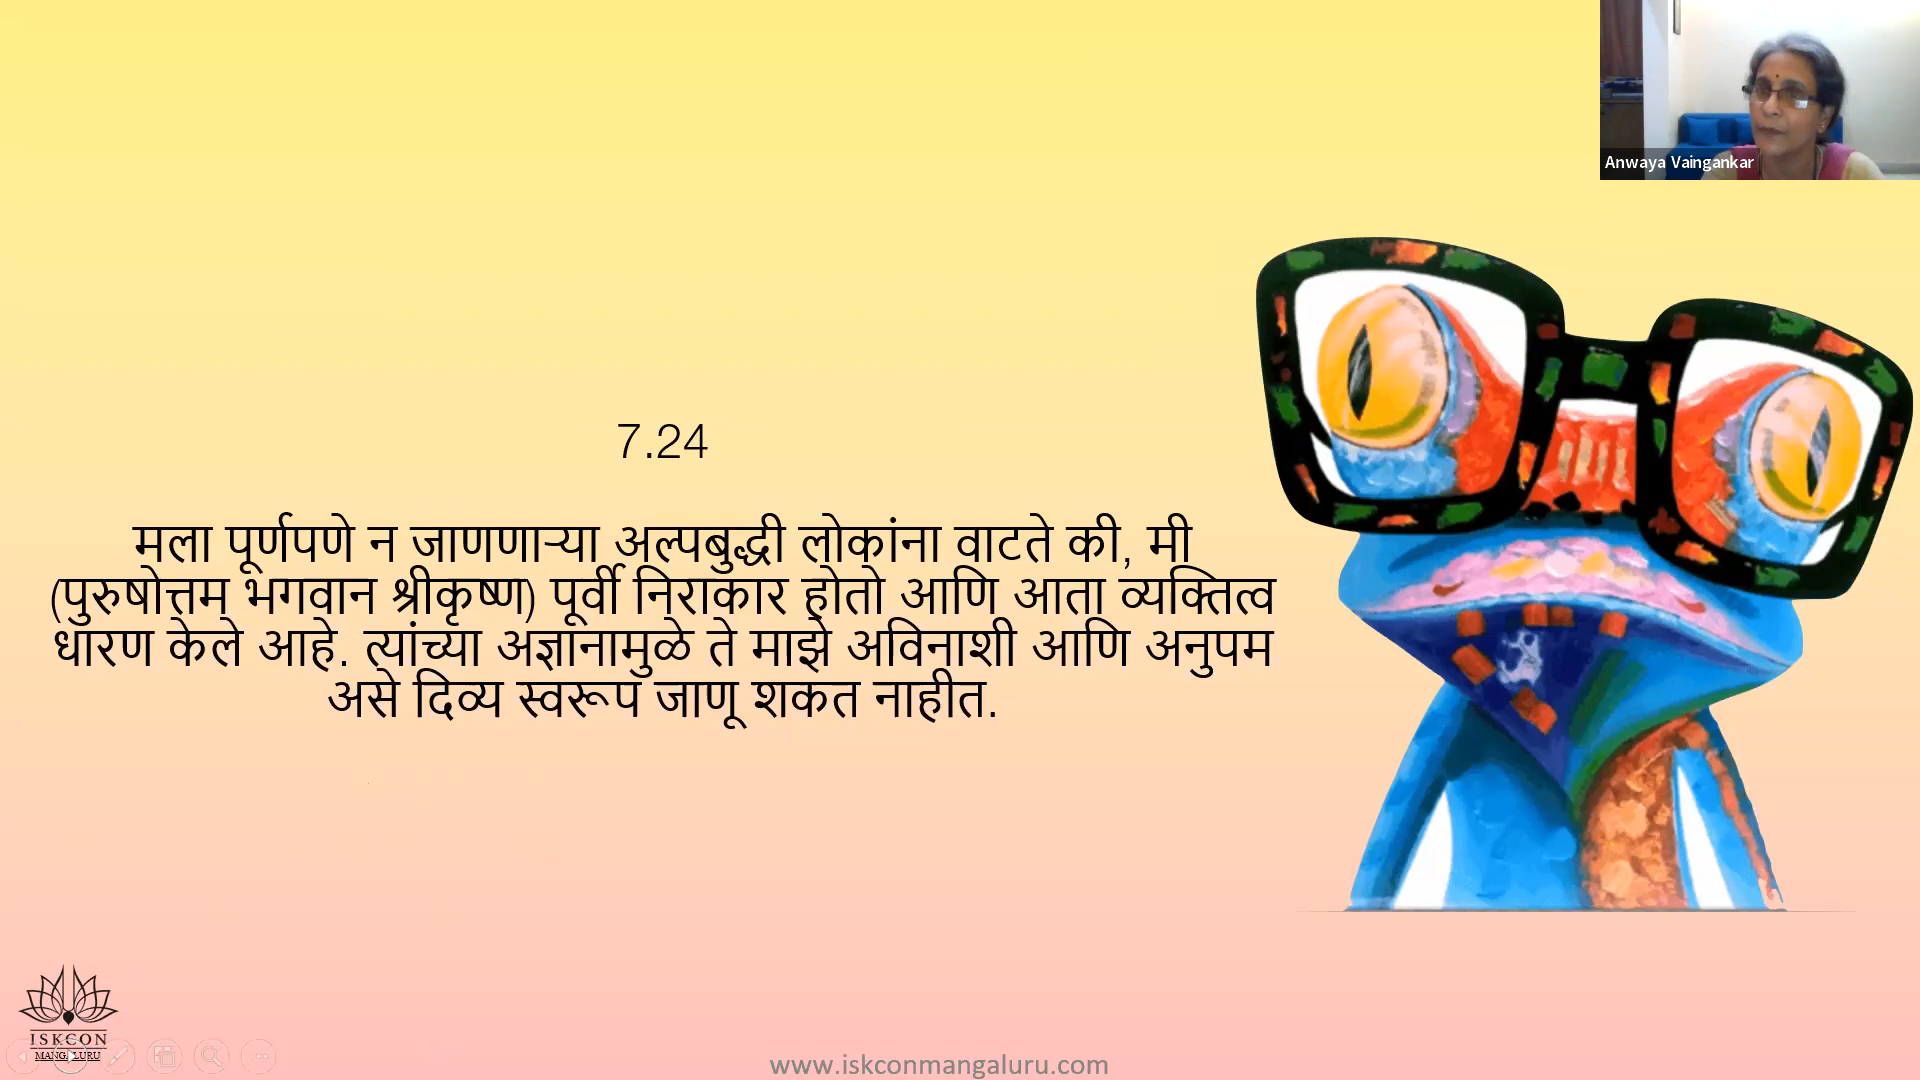 Anwaya Vaingankar
7.24
मला पूर्णपणे न जाणणाऱ्या अल्पबुद्धी लोकांना वाटते की, मी
(पुरुषोत्तम भगवान श्रीकृष्ण) पूर्वी निराकार होतो आणि आता व्यक्तित्व
धारण केले आहे. त्यांच्या अज्ञानामुळे ते माझे अविनाशी आणि अनुपम
असे दिव्य स्वरूप जाणू शकत नाहीत.
ISKCON
MANGALURU
www.iskconmangaluru.com